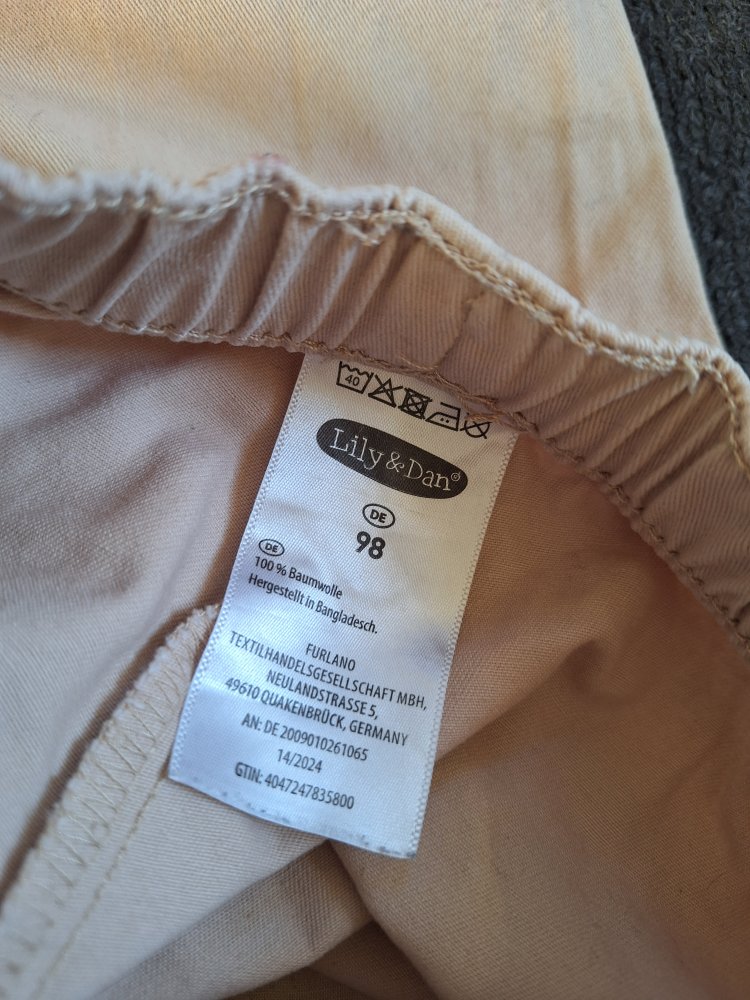 40
Lily & Dan®
DE
98
DE
100 % Baumwolle
Hergestellt in Bangladesch.
FURLANO
TEXTILHANDELSGESELLSCHAFT MBH,
NEULANDSTRASSE 5,
49610 QUAKENBRÜCK, GERMANY
AN: DE 2009010261065
14/2024
GTIN: 4047247835800